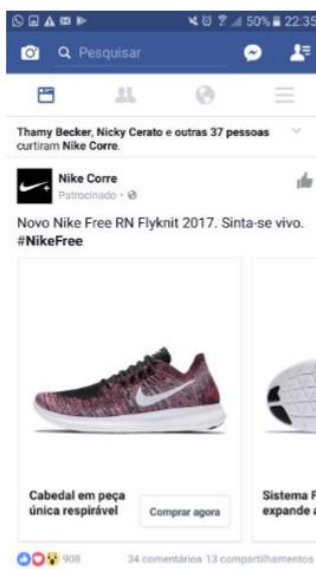 50% 22:35
Pesquisar
Thamy Becker, Nicky Cerato e outras 37 pessoas
curtiram Nike Corre.
Nike Corre
Patrocinado
Novo Nike Free RN Flyknit 2017. Sinta-se vivo.
#NikeFree
Cabedal em peça
única respirável
Comprar agora
Sistema F
expande a
908
34 comentários 13 compartilhamentos